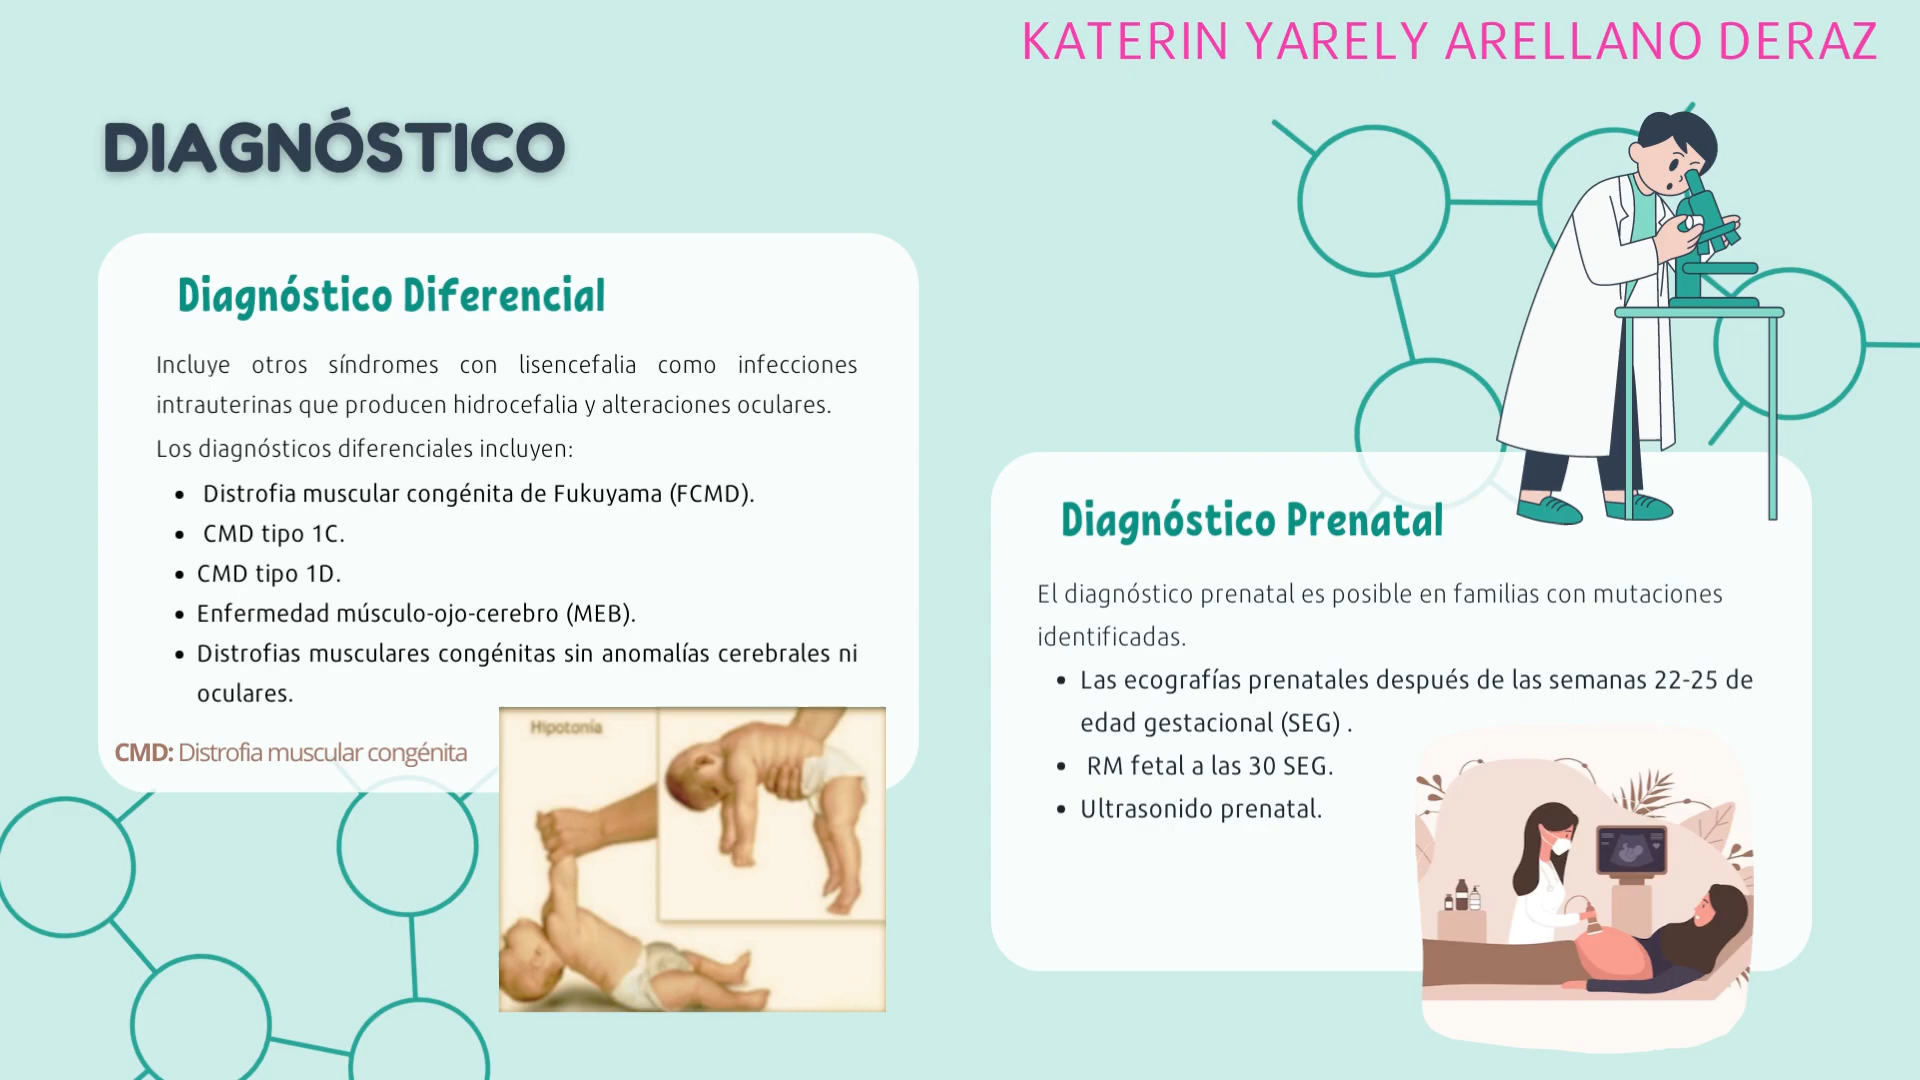 KATERIN YARELY ARELLANO DERAZ
DIAGNÓSTICO
Diagnóstico Diferencial
Incluye otros síndromes con lisencefalia como infecciones
intrauterinas que producen hidrocefalia y alteraciones oculares.
Los diagnósticos diferenciales incluyen:
• Distrofia muscular congénita de Fukuyama (FCMD).
• CMD tipo 1C.
• CMD tipo 1D.
• Enfermedad músculo-ojo-cerebro (MEB).
• Distrofias musculares congénitas sin anomalías cerebrales ni
oculares.
CMD: Distrofia muscular congénita
Hipotonía
Diagnóstico Prenatal
El diagnóstico prenatal es posible en familias con mutaciones
identificadas.
• Las ecografías prenatales después de las semanas 22-25 de
edad gestacional (SEG) .
• RM fetal a las 30 SEG.
• Ultrasonido prenatal.